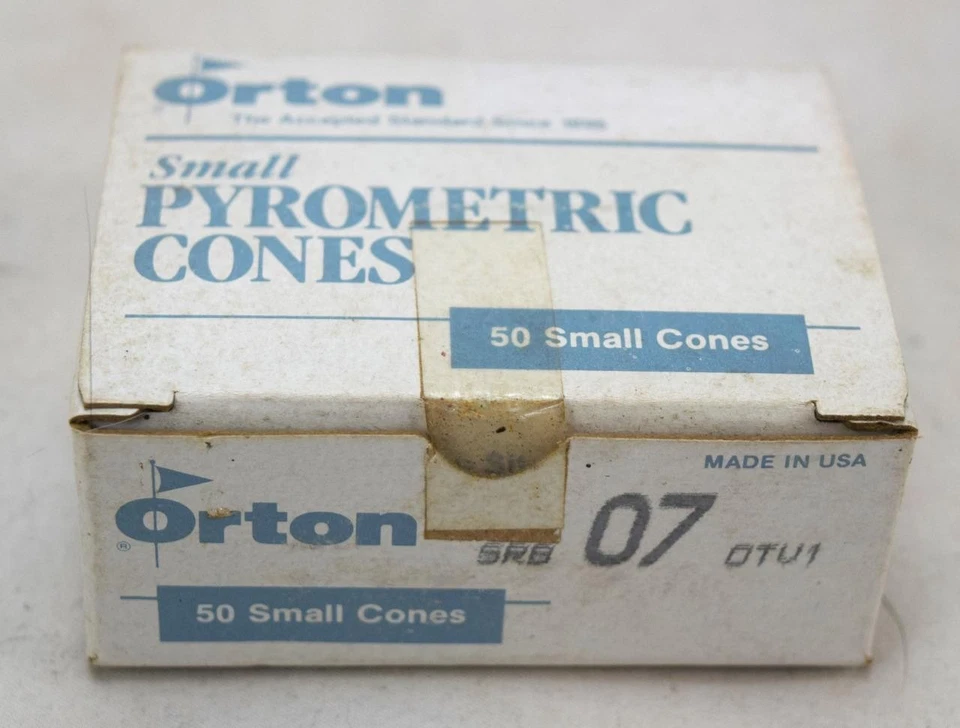 Orton
The Accepted Standard Since 1896
Small
PYROMETRIC
CONES
50 Small Cones
MADE IN USA
Orton
®
SRB 07 DTV1
50 Small Cones